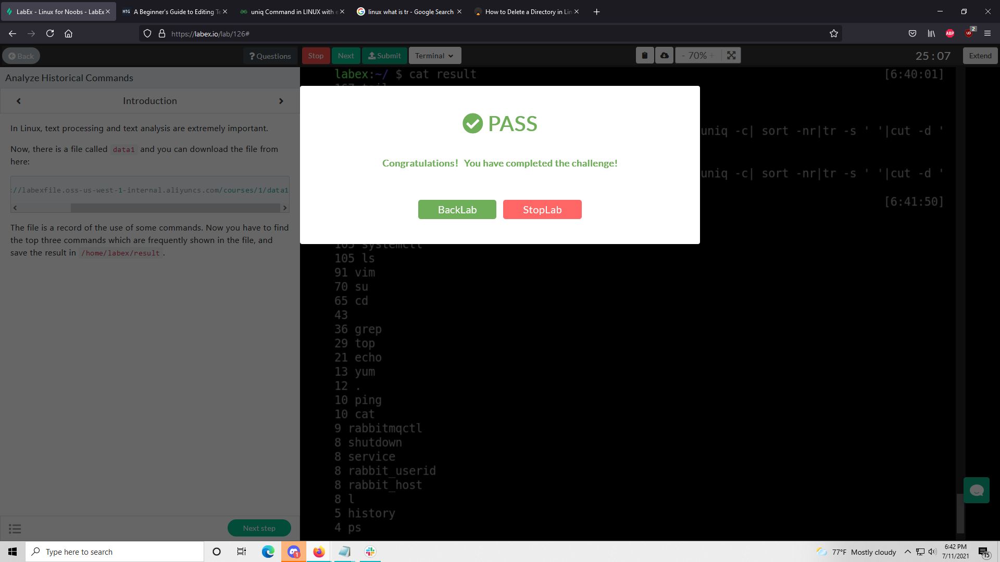 LabEx - Linux for Noobs - LabEx
HTG A Beginner's Guide to Editing Te
uniq Command in LINUX with e
linux what is tr - Google Search
How to Delete a Directory in Lin
https://labex.io/lab/126#
ABP
2
Back
? Questions
Stop
Next
Submit
Terminal
- 70% +
25 : 07
Extend
Analyze Historical Commands
Introduction
In Linux, text processing and text analysis are extremely important.
Now, there is a file called data1 and you can download the file from
here:
://labexfile.oss-us-west-1-internal.aliyuncs.com/courses/1/data1
The file is a record of the use of some commands. Now you have to find
the top three commands which are frequently shown in the file, and
save the result in /home/labex/result .
Next step
labex:~/ $ cat result [6:40:01]
167 tail
uniq -c| sort -nr|tr -s ' '|cut -d '
uniq -c| sort -nr|tr -s ' '|cut -d '
[6:41:50]
PASS
Congratulations! You have completed the challenge!
BackLab
StopLab
105 systemctl
105 ls
91 vim
70 su
65 cd
43
36 grep
29 top
21 echo
13 yum
12 .
10 ping
10 cat
9 rabbitmqctl
8 shutdown
8 service
8 rabbit_userid
8 rabbit_host
8 l
5 history
4 ps
Type here to search
1
77°F Mostly cloudy
6:42 PM
7/11/2021
15